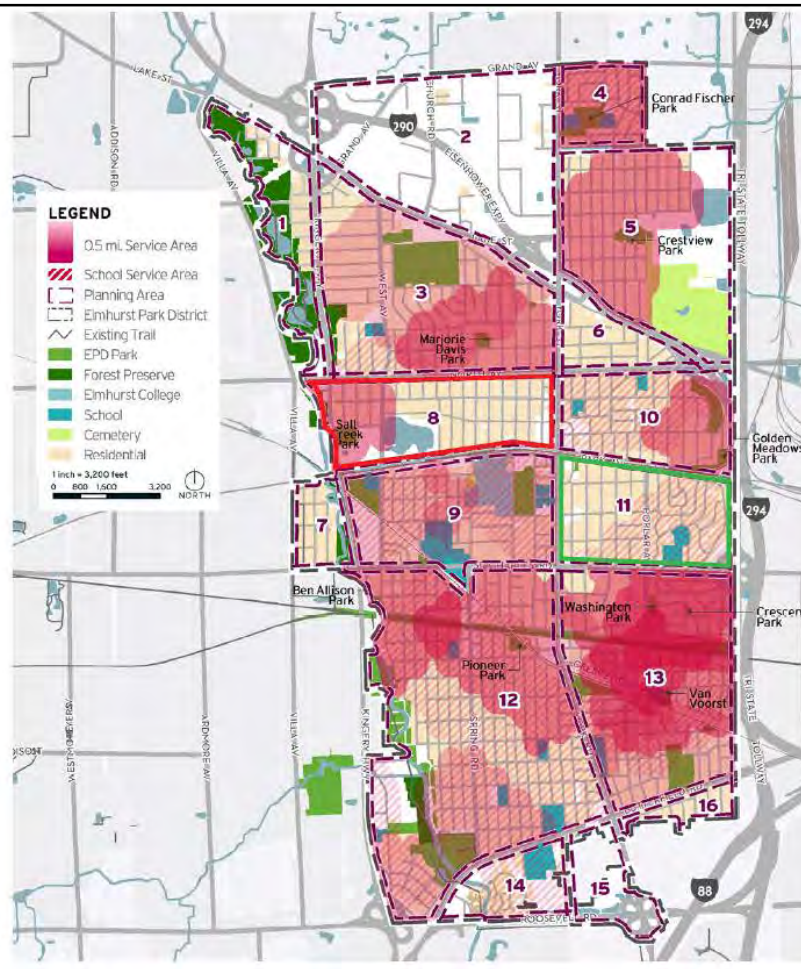 294
GRAND AV
LAKE ST
4
Conrad Fischer
Park
CHURCH RD
2
290
GRAND AV
EISENHOWER EXPY
ADDISON RD
VILLA AV
TRISTATE TOLLWAY
LEGEND
0.5 mi. Service Area
School Service Area
Planning Area
Elmhurst Park District
Existing Trail
EPD Park
Forest Preserve
Elmhurst College
School
Cemetery
Residential
1 inch = 3,200 feet
0 800 1,600 3,200
NORTH
1
5
Crestview
Park
WEST AV
3
6
Marjorie
Davis
Park
8
10
Salt
Creek
Park
VILLA AV
Golden
Meadows
Park
11
294
POPLAR AV
9
7
Ben Allison
Park
Washington
Park
Crescen
Park
Pioneer
Park
13
12
Van
Voorst
SPRING RD
TRISTATE
TOLLWAY
WESTMORE
ARDMORE AV
VILLA AV
KINGERY HWY
16
14
15
88
ROOSEVELT RD